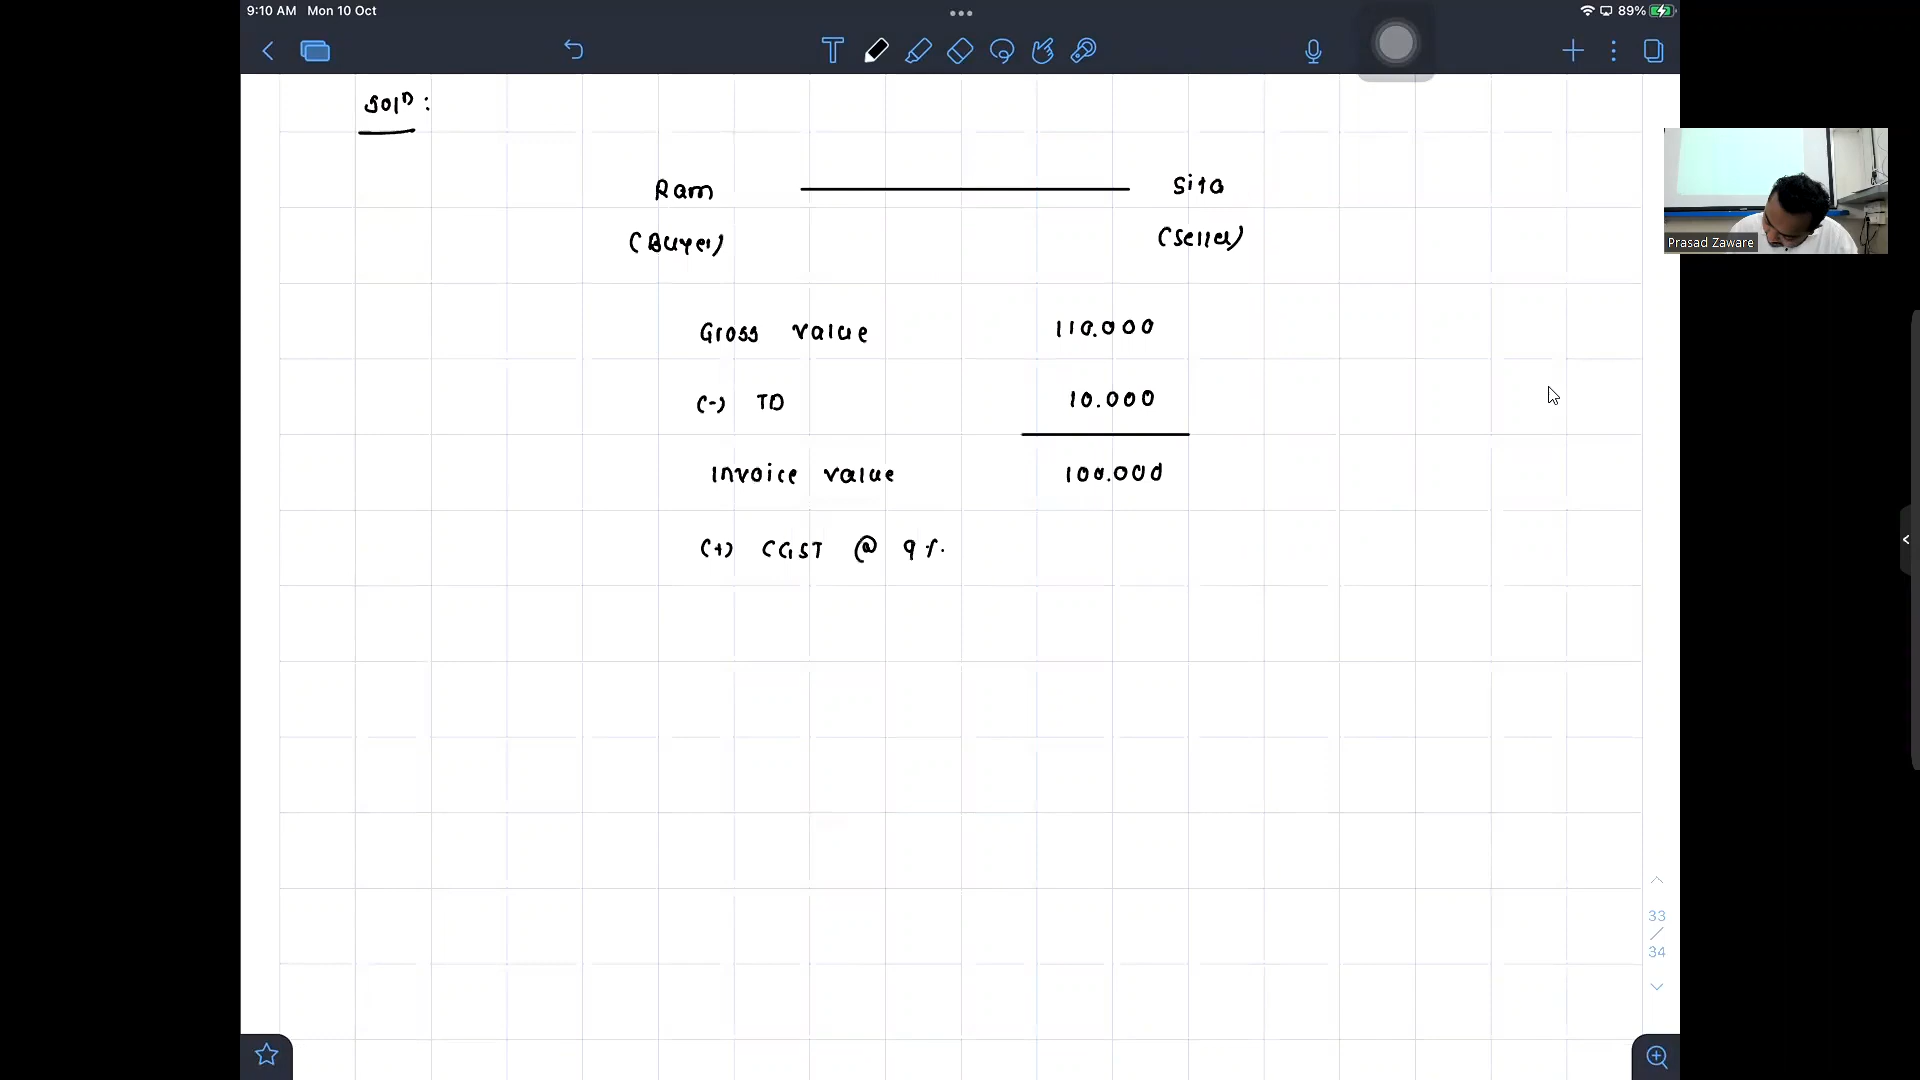 9:10 AM Mon 10 Oct
89%
Solⁿ :
Ram Sita
(Buyer) (Seller)
Gross value 110.000
(-) TD 10.000
Invoice value 100.000
(+) CGST @ 9%
Prasad Zaware
33
/
34